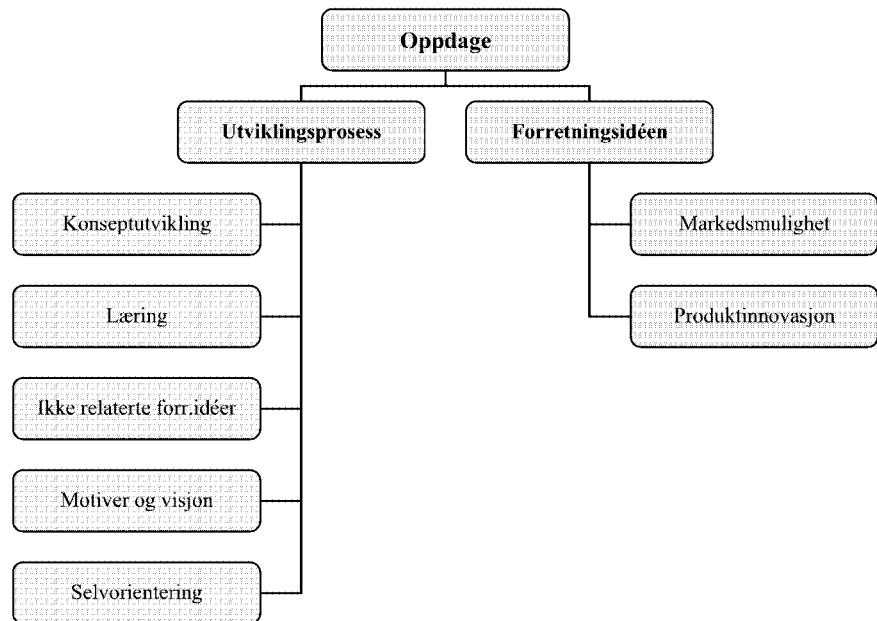 Oppdage
Utviklingsprosess
Forretningsidéen
Konseptutvikling
Markedsmulighet
Læring
Produktinnovasjon
Ikke relaterte forr.idéer
Motiver og visjon
Selvorientering